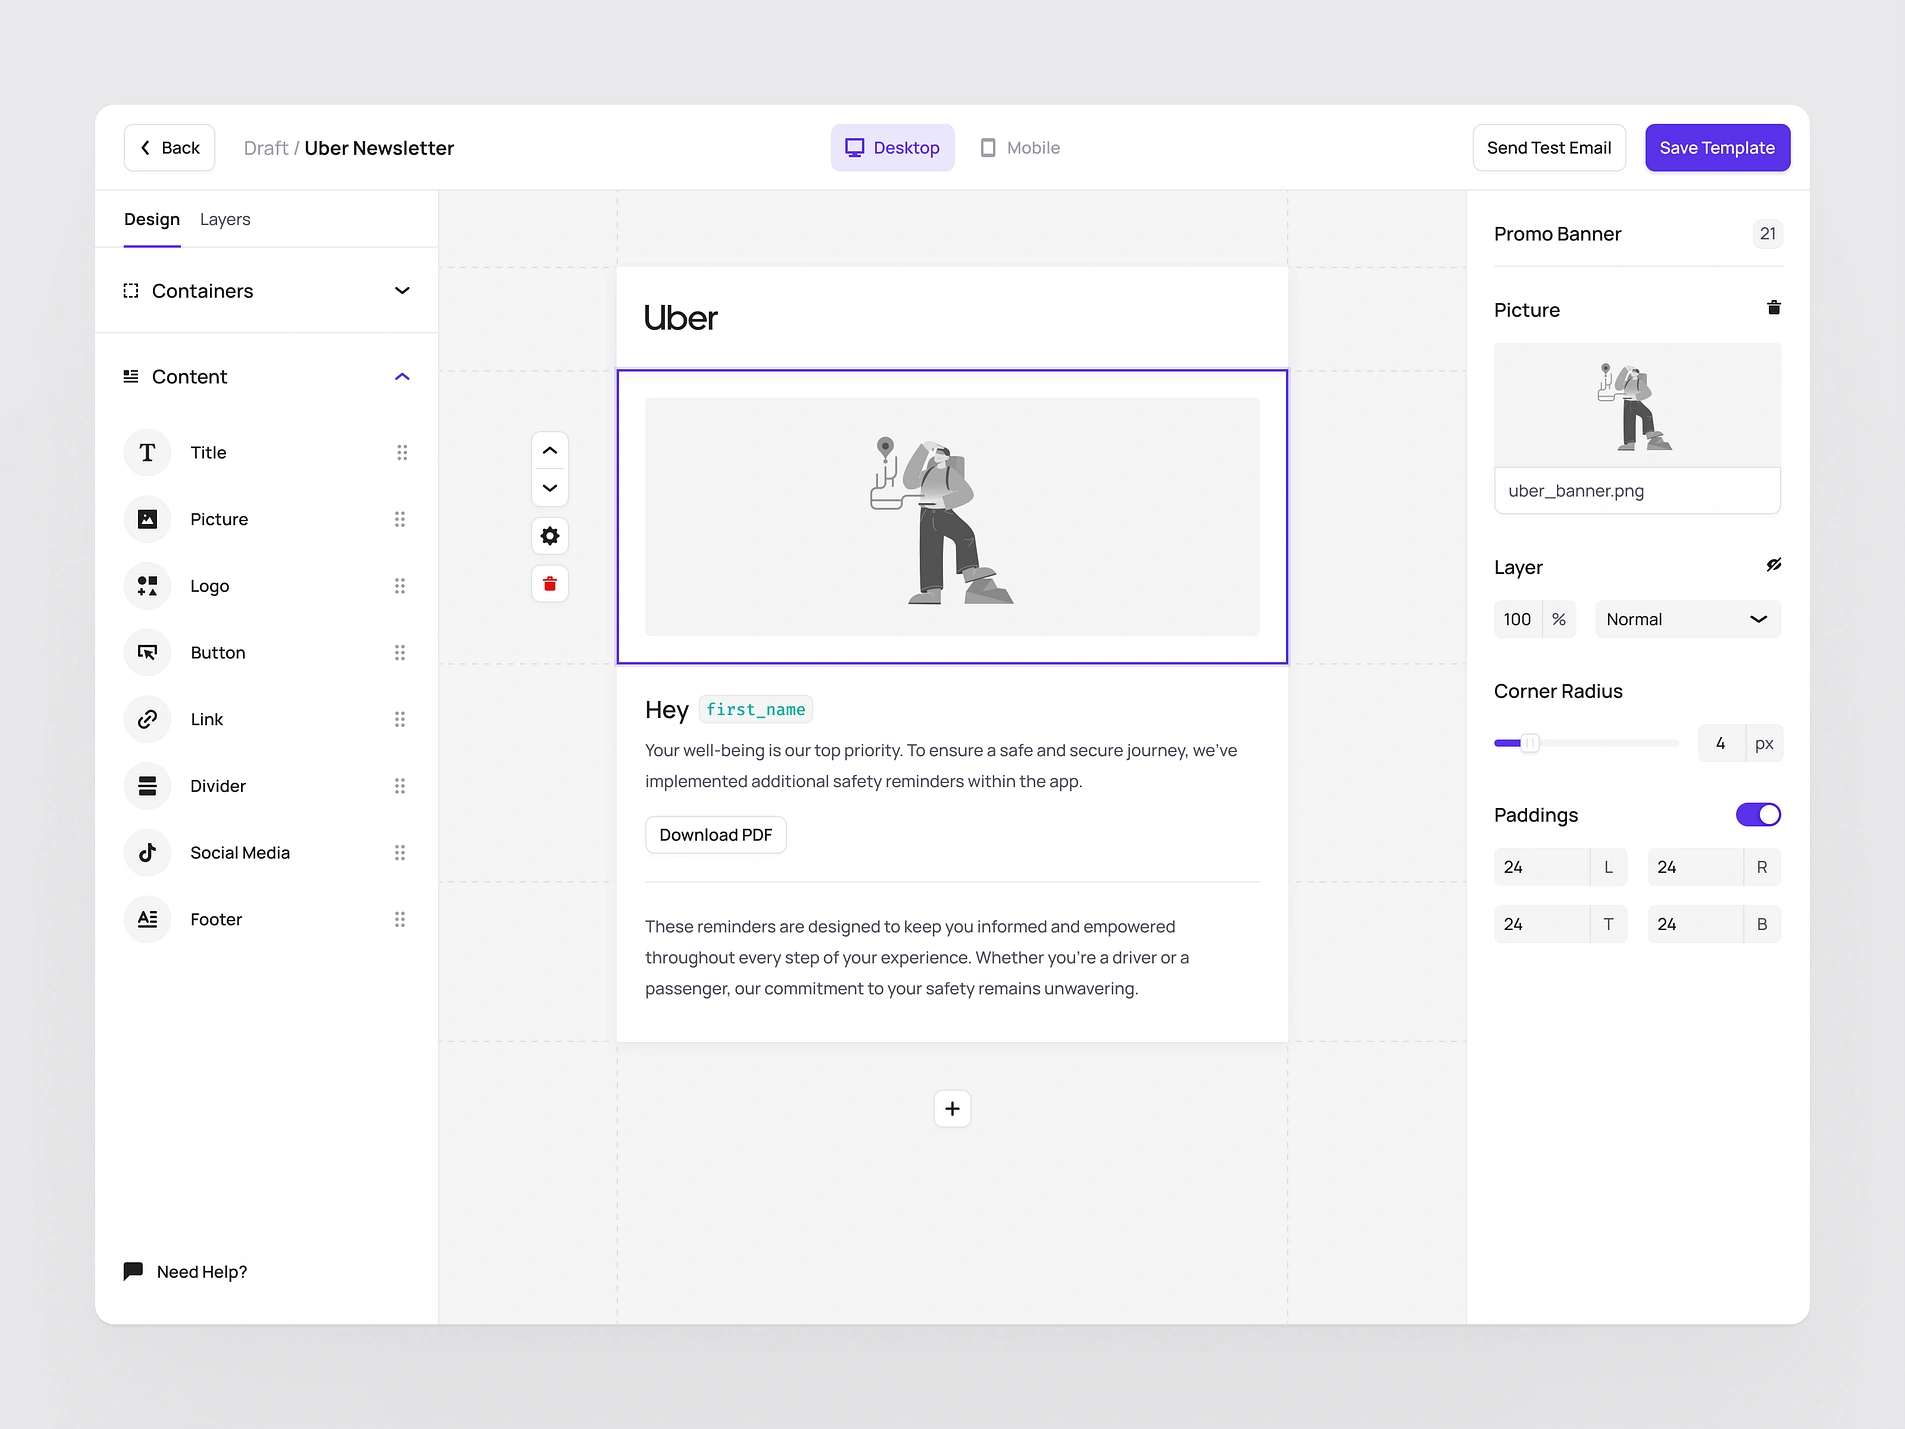 Back
Draft / Uber Newsletter
Desktop
Mobile
Send Test Email
Save Template
Design
Layers
Containers
Content
Title
Picture
Logo
Button
Link
Divider
Social Media
Footer
Need Help?
Uber
Hey first_name
Your well-being is our top priority. To ensure a safe and secure journey, we've
implemented additional safety reminders within the app.
Download PDF
These reminders are designed to keep you informed and empowered
throughout every step of your experience. Whether you're a driver or a
passenger, our commitment to your safety remains unwavering.
Promo Banner
21
Picture
uber_banner.png
Layer
100 %
Normal
Corner Radius
4 px
Paddings
24 L
24 R
24 T
24 B